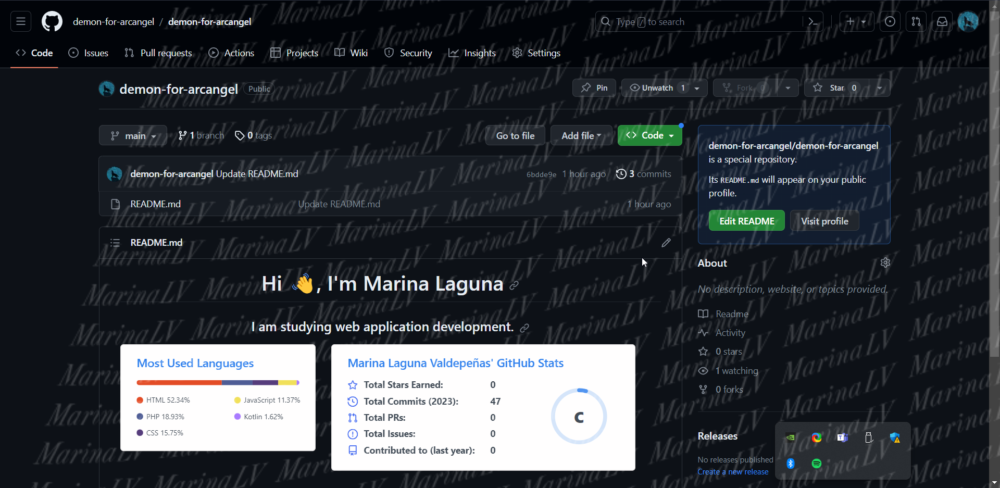 demon-for-arcangel / demon-for-arcangel
Type / to search
Code Issues Pull requests Actions Projects Wiki Security Insights Settings
demon-for-arcangel Public
Pin Unwatch 1 Fork 0 Star 0
main 1 branch 0 tags Go to file Add file Code
demon-for-arcangel Update README.md 6bdde9e 1 hour ago 3 commits
README.md Update README.md 1 hour ago
README.md
Hi 👋, I'm Marina Laguna
I am studying web application development.
Most Used Languages
HTML 52.34%
JavaScript 11.37%
PHP 18.93%
Kotlin 1.62%
CSS 15.75%
Marina Laguna Valdepeñas' GitHub Stats
Total Stars Earned: 0
Total Commits (2023): 47
Total PRs: 0
Total Issues: 0
Contributed to (last year): 0
C
demon-for-arcangel/demon-for-arcangel
is a special repository.
Its README.md will appear on your public
profile.
Edit README Visit profile
About
No description, website, or topics provided.
Readme
Activity
0 stars
1 watching
0 forks
Releases
No releases published
Create a new release
MarinaLV